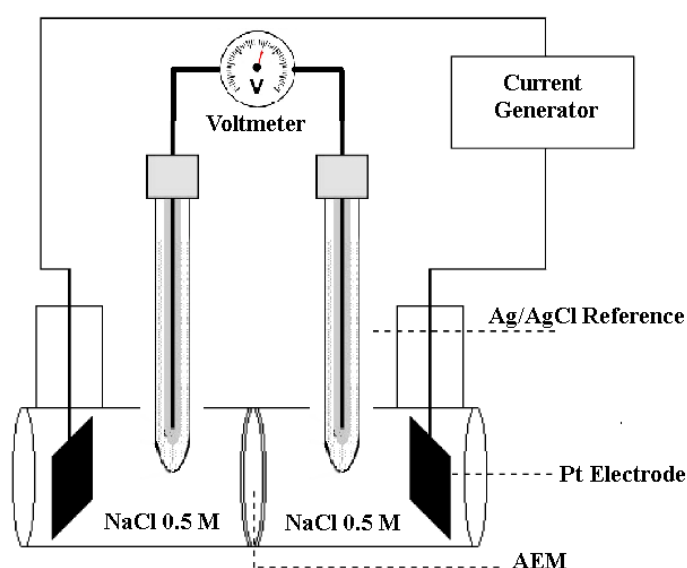 V
Voltmeter
Current
Generator
Ag/AgCl Reference
Pt Electrode
NaCl 0.5 M
NaCl 0.5 M
AEM